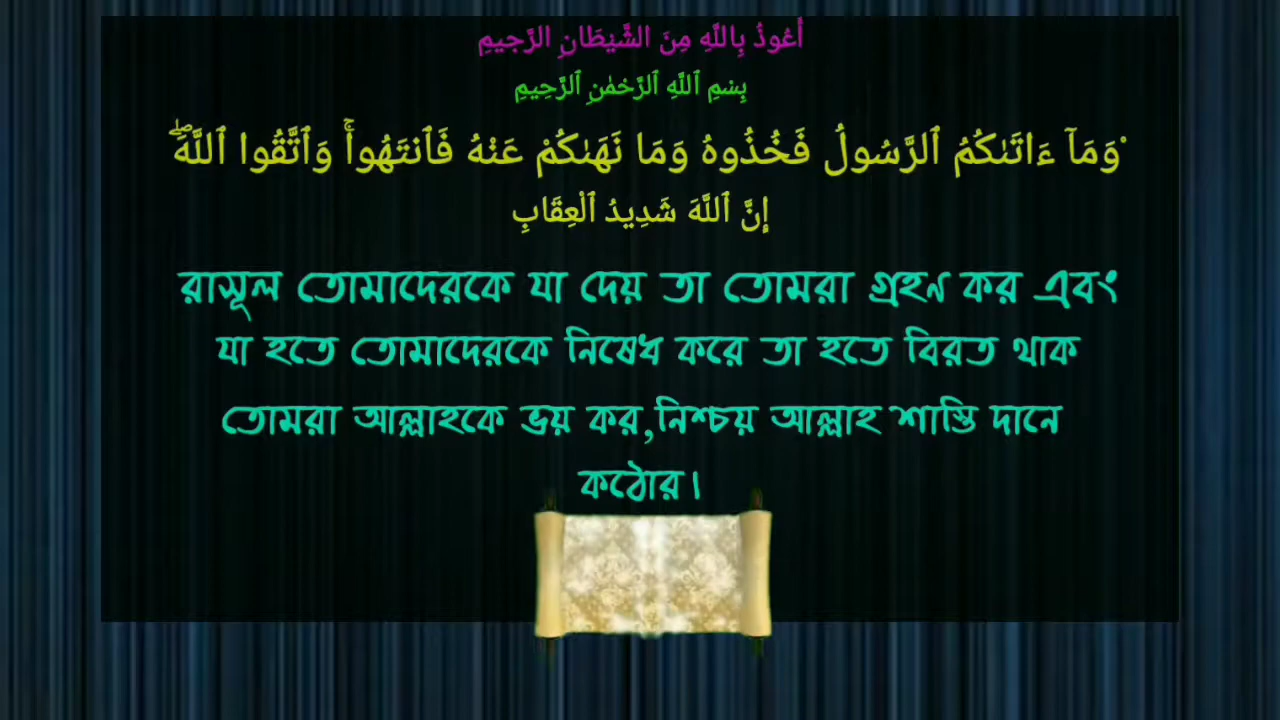 أَعُوذُ بِاللَّهِ مِنَ الشَّيْطَانِ الرَّجِيمِ
بِسْمِ ٱللَّهِ ٱلرَّحْمَٰنِ ٱلرَّحِيمِ
وَمَآ ءَاتَىٰكُمُ ٱلرَّسُولُ فَخُذُوهُ وَمَا نَهَىٰكُمْ عَنْهُ فَٱنتَهُوا۟ۚ وَٱتَّقُوا ٱللَّهَۖ
إِنَّ ٱللَّهَ شَدِيدُ ٱلْعِقَابِ
রাসূল তোমাদেরকে যা দেয় তা তোমরা গ্রহণ কর এবং
যা হতে তোমাদেরকে নিষেধ করে তা হতে বিরত থাক
তোমরা আল্লাহকে ভয় কর,নিশ্চয় আল্লাহ শাস্তি দানে
কঠোর।